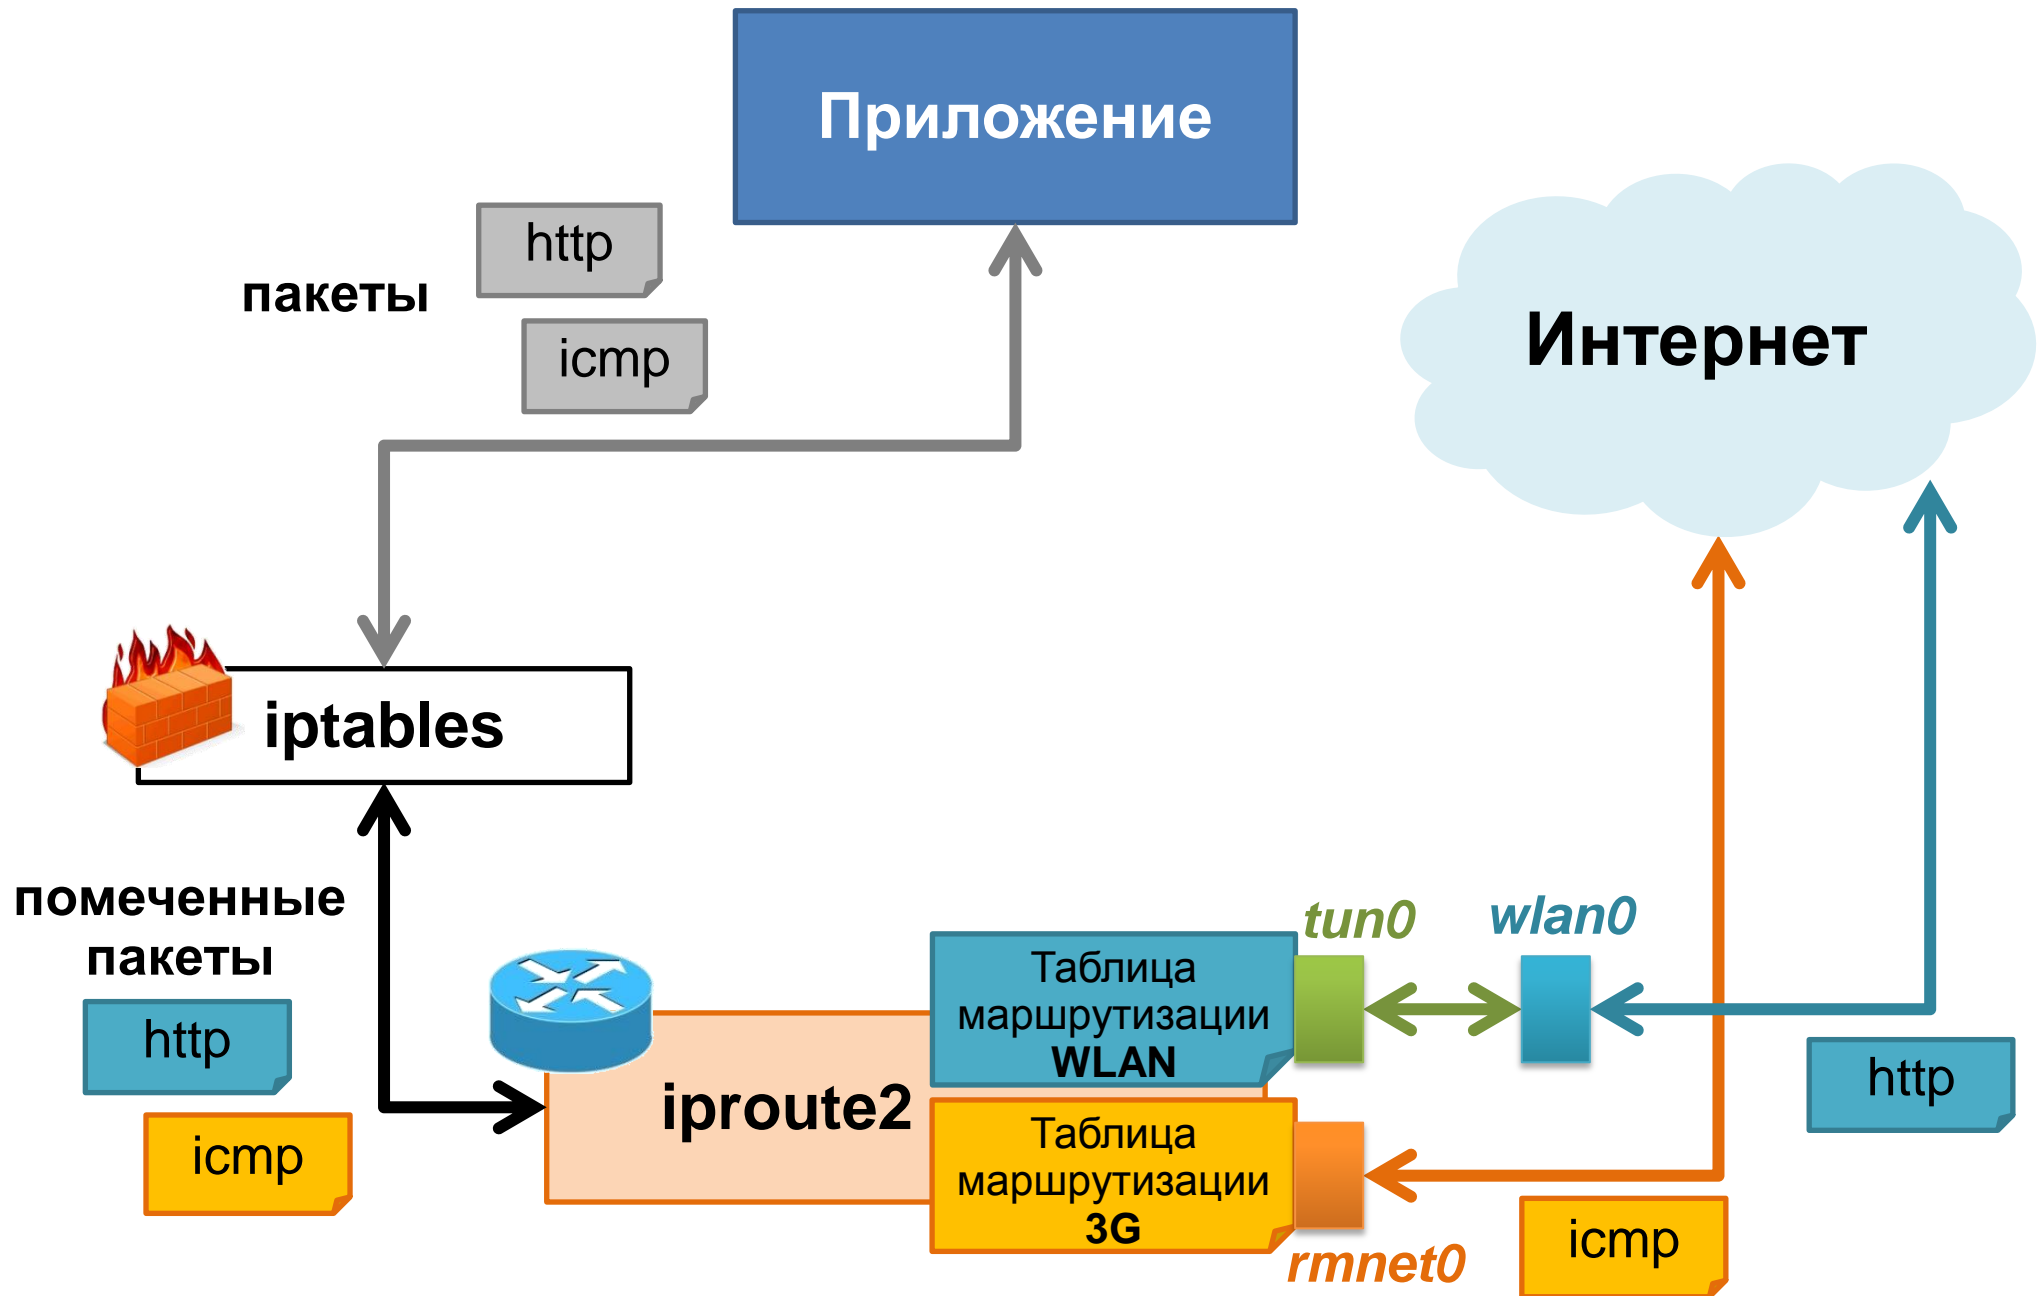 Приложение
http
пакеты
icmp
Интернет
iptables
помеченные
пакеты
http
icmp
iproute2
Таблица
маршрутизации
WLAN
tun0
wlan0
http
Таблица
маршрутизации
3G
rmnet0
icmp